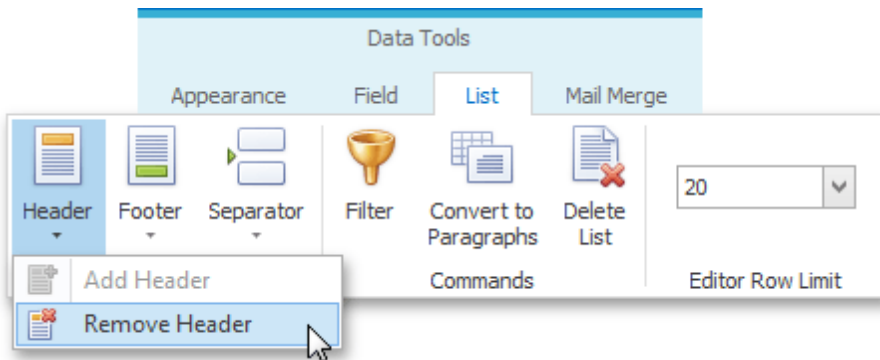 Data Tools
Appearance Field List Mail Merge
Header Footer Separator Filter Convert to Paragraphs Delete List 20
Commands Editor Row Limit
Add Header
Remove Header